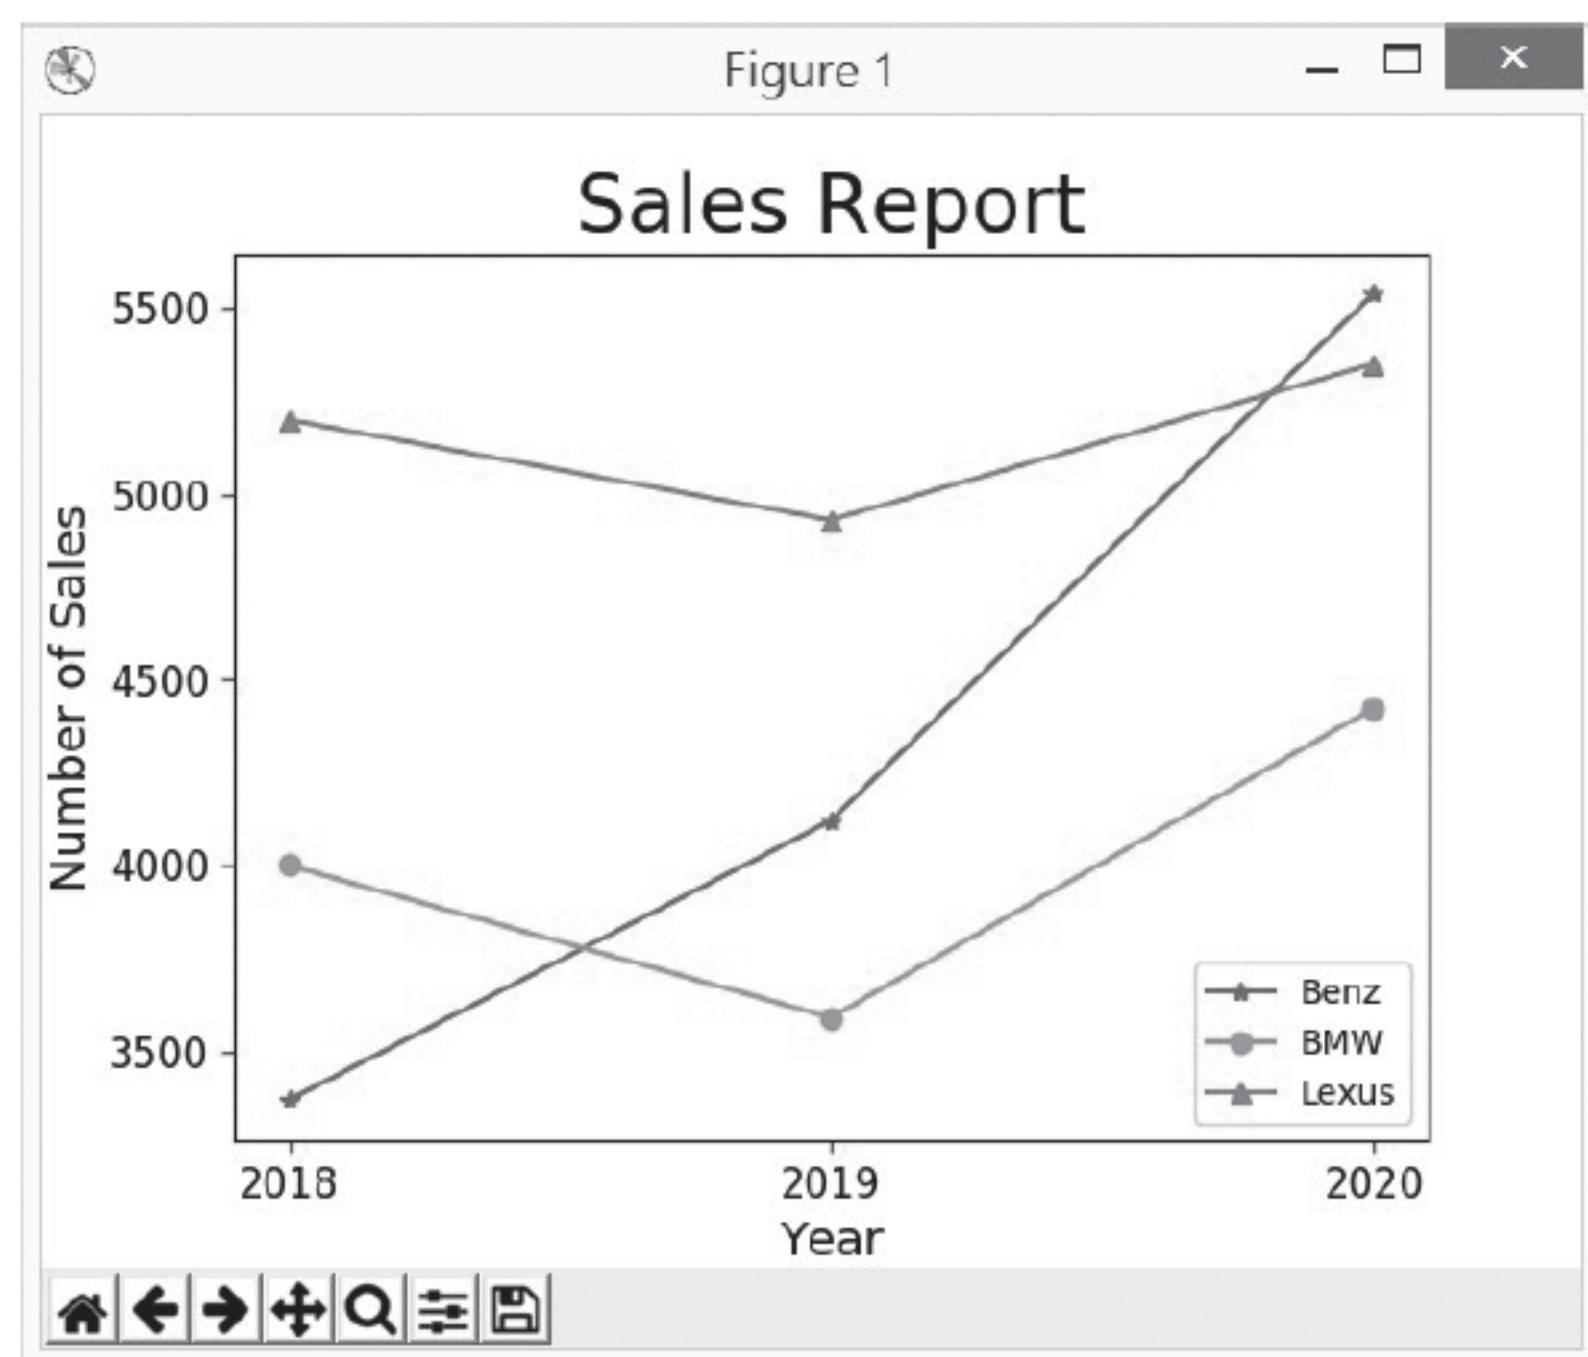 Figure 1
Sales Report
5500
5000
4500
4000
3500
Number of Sales
2018 2019 2020
Year
Benz
BMW
Lexus